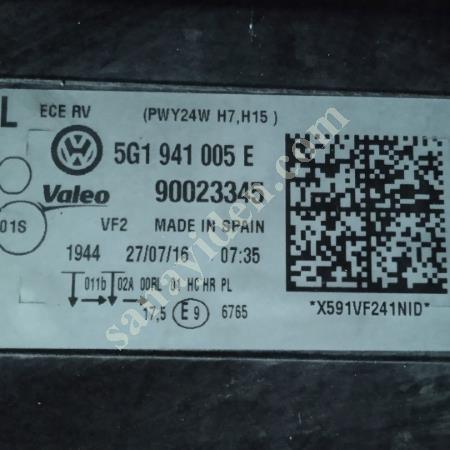 L ECE RV (PWY24W H7,H15)
5G1 941 005 E
Valeo 90023345
01S VF2 MADE IN SPAIN
1944 27/07/16 07:35
011b 02A 00RL 01 HC HR PL
17,5 E 9 6765
*X591VF241NID*
sanayiden.com